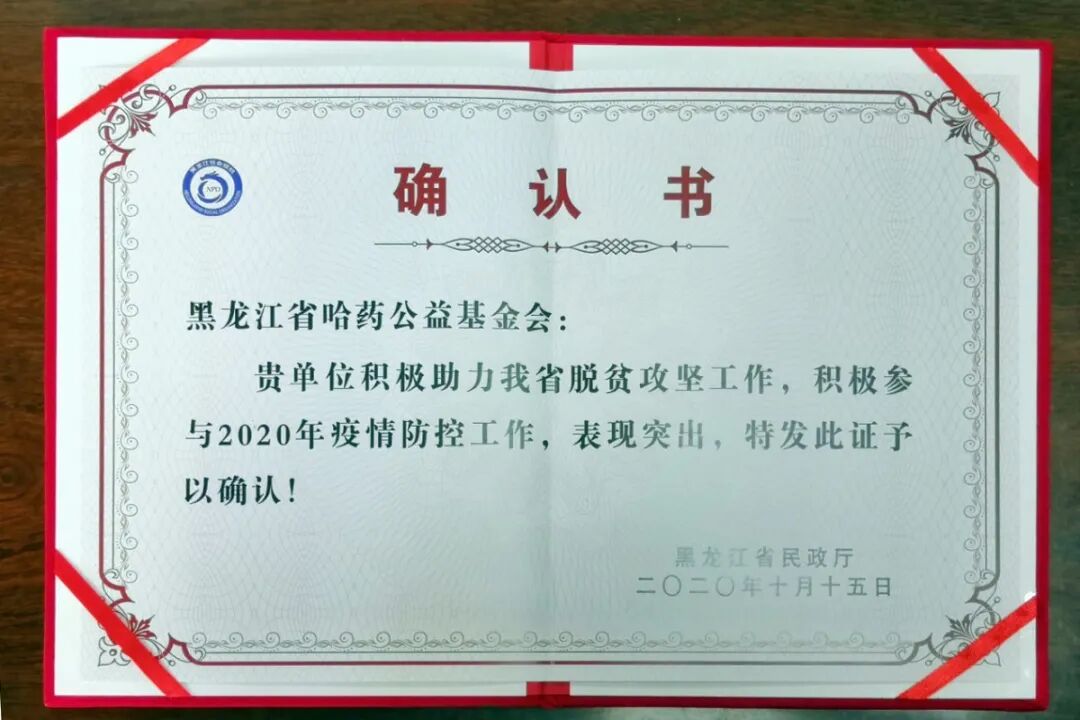 确认书
NPO
黑龙江省哈药公益基金会：
贵单位积极助力我省脱贫攻坚工作，积极参
与2020年疫情防控工作，表现突出，特发此证予
以确认！
黑龙江省民政厅
二〇二〇年十月十五日